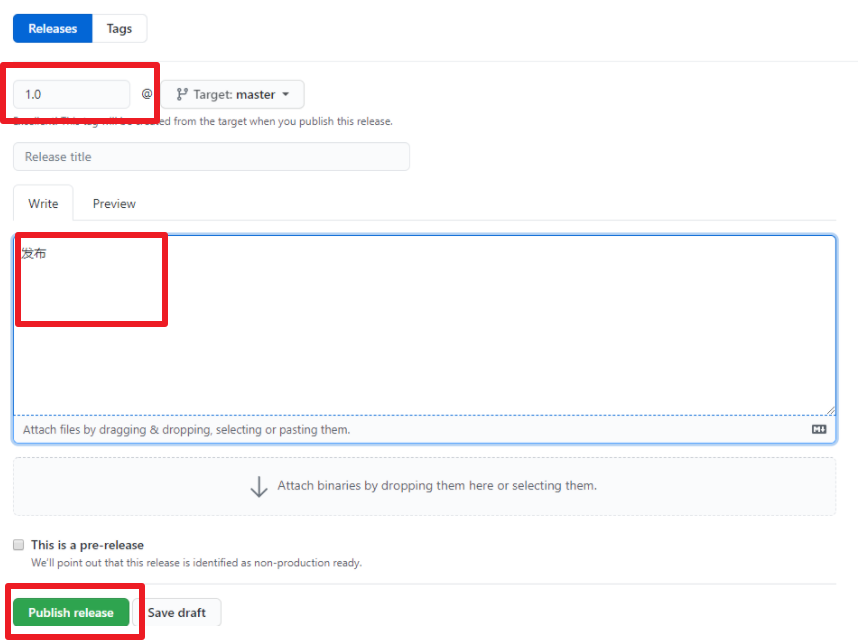 Releases Tags
1.0 @ Target: master
Excellent! This tag will be created from the target when you publish this release.
Release title
Write Preview
发布
Attach files by dragging & dropping, selecting or pasting them.
Attach binaries by dropping them here or selecting them.
This is a pre-release
We'll point out that this release is identified as non-production ready.
Publish release Save draft